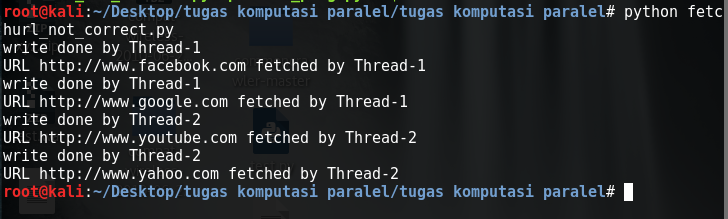 root@kali:~/Desktop/tugas komputasi paralel/tugas komputasi paralel# python fetc
hurl not_correct.py
write done by Thread-1
URL http://www.facebook.com fetched by Thread-1
write done by Thread-1
URL http://www.google.com fetched by Thread-1
write done by Thread-2
URL http://www.youtube.com fetched by Thread-2
write done by Thread-2
URL http://www.yahoo.com fetched by Thread-2
root@kali:~/Desktop/tugas komputasi paralel/tugas komputasi paralel#